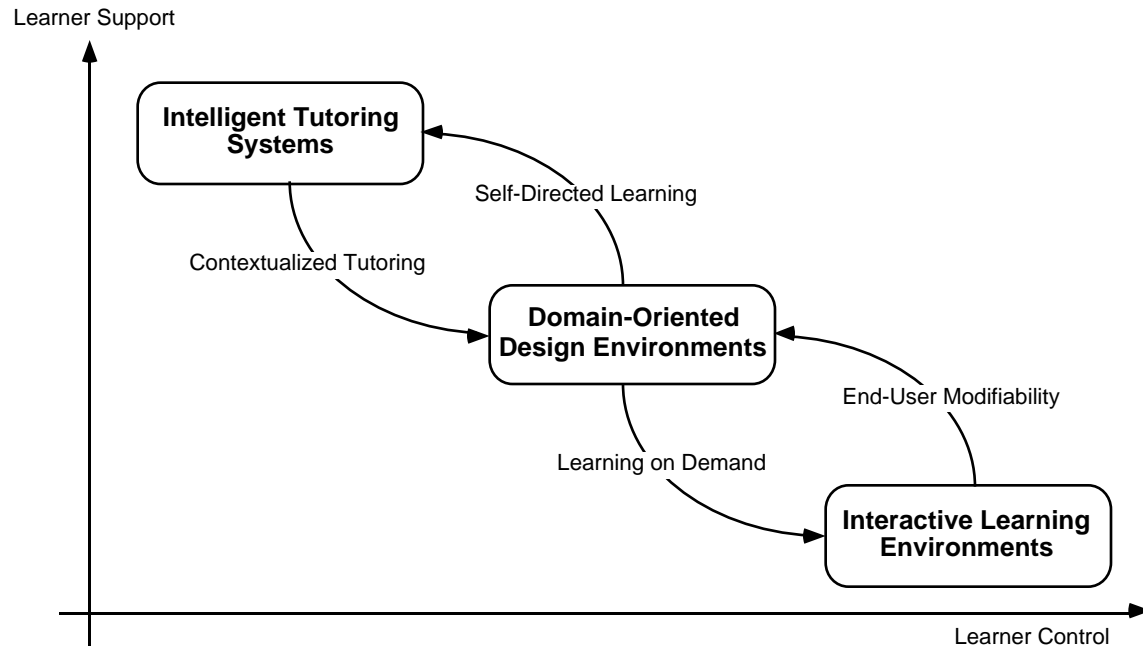 Learner Support
Intelligent Tutoring
Systems
Self-Directed Learning
Contextualized Tutoring
Domain-Oriented
Design Environments
End-User Modifiability
Learning on Demand
Interactive Learning
Environments
Learner Control